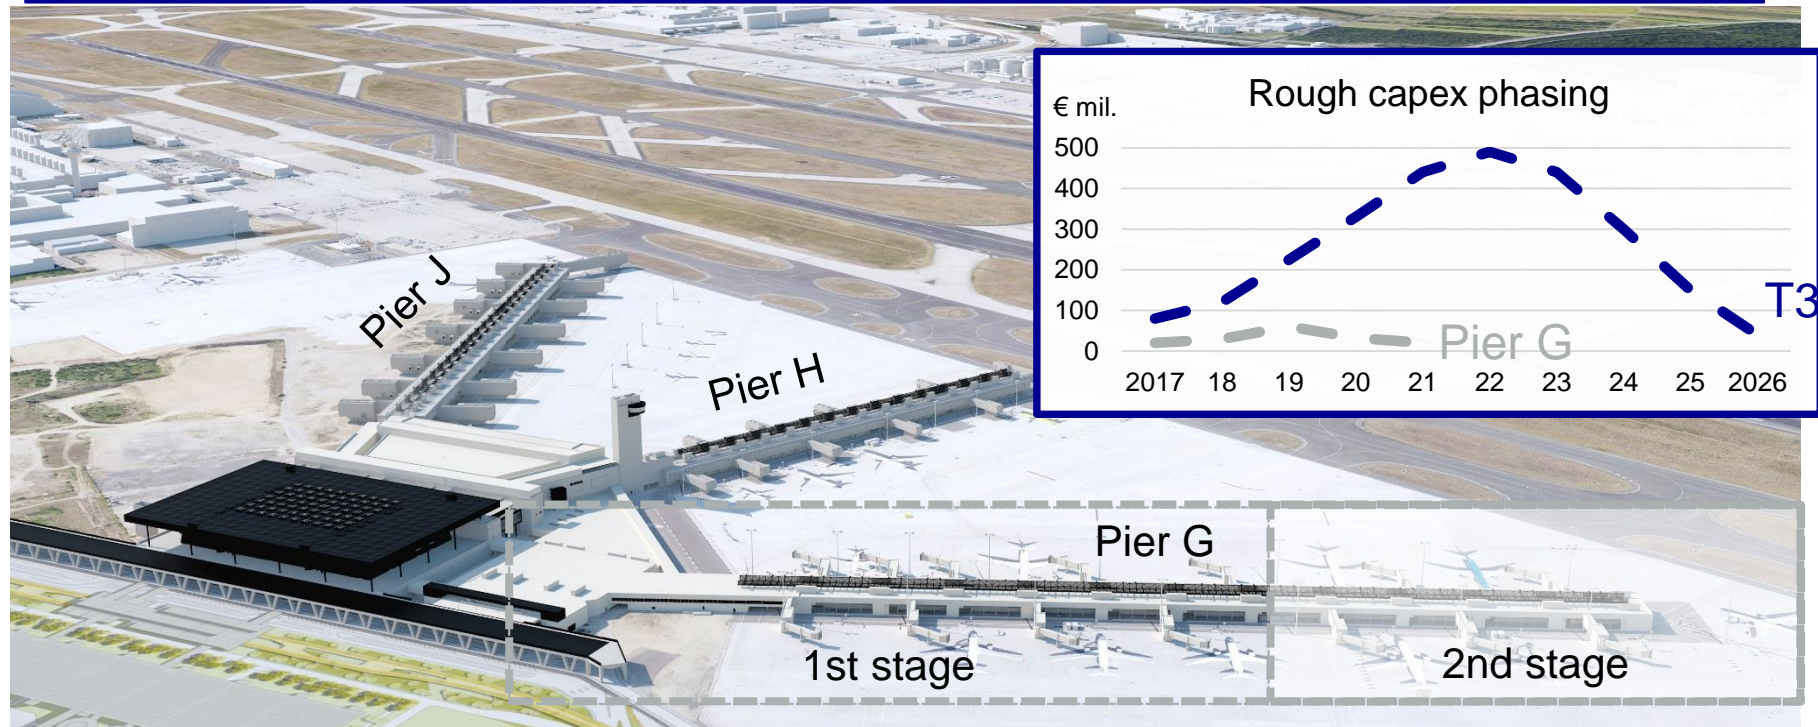 Rough capex phasing
€ mil.
500
400
300
200
100
0
T3
Pier G
2017 18 19 20 21 22 23 24 25 2026
Pier J
Pier H
Pier G
1st stage
2nd stage